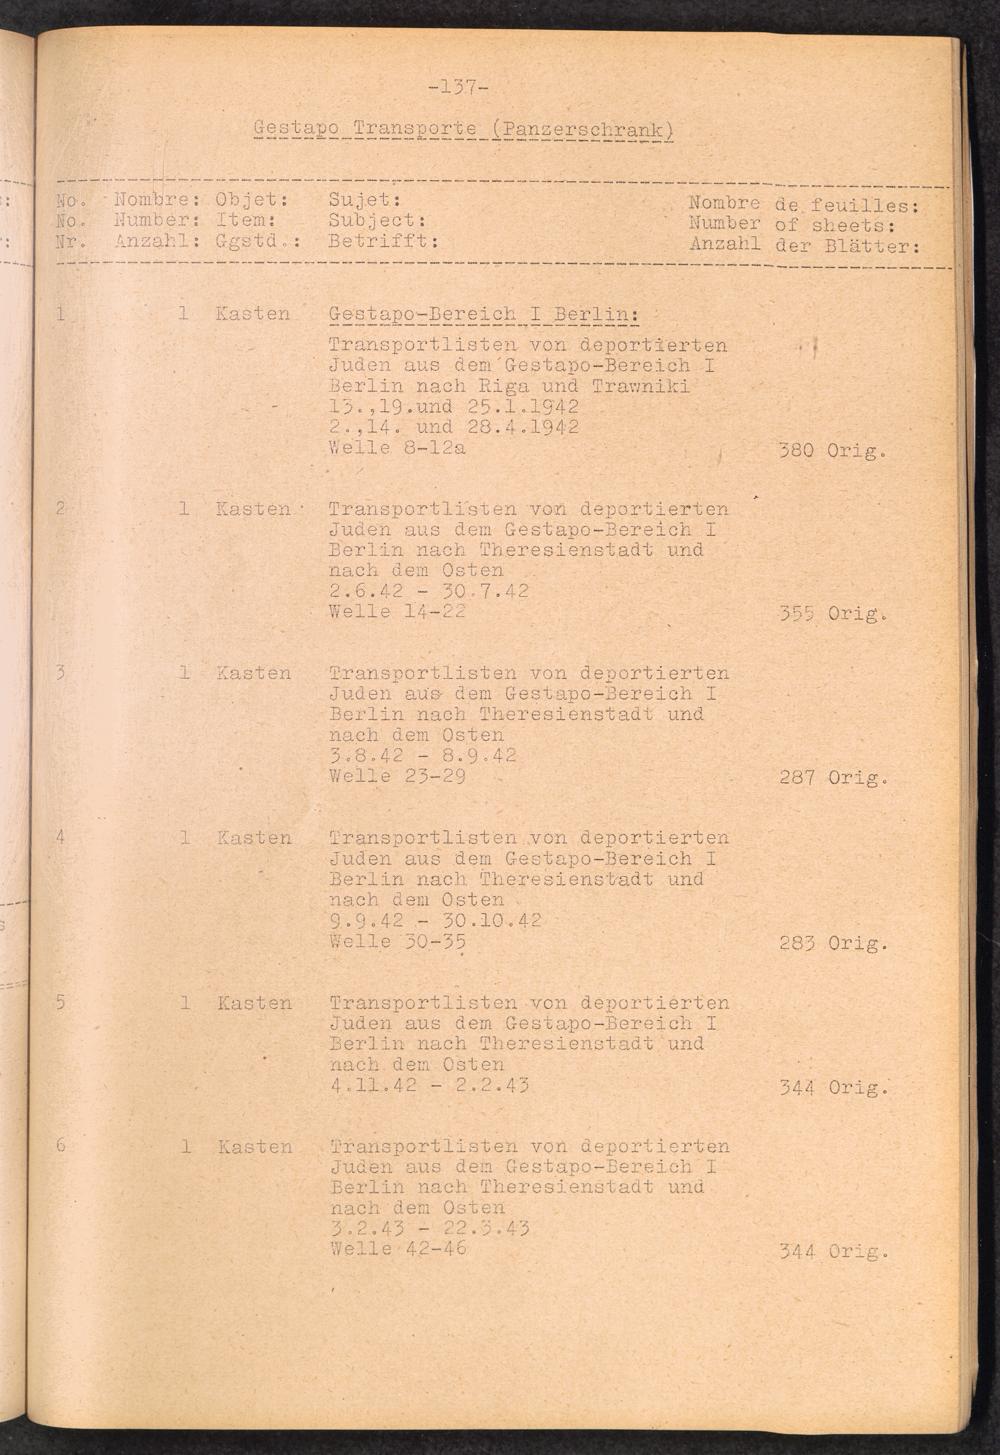 -137-
Gestapo Transporte (Panzerschrank)
No. Nombre: Objet: Sujet: Nombre de feuilles:
No. Number: Item: Subject: Number of sheets:
Nr. Anzahl: Ggstd.: Betrifft: Anzahl der Blätter:
1 1 Kasten Gestapo-Bereich I Berlin:
Transportlisten von deportierten
Juden aus dem Gestapo-Bereich I
Berlin nach Riga und Trawniki
13.,19.und 25.1.1942
2.,14. und 28.4.1942
Welle 8-12a 380 Orig.
2 1 Kasten Transportlisten von deportierten
Juden aus dem Gestapo-Bereich I
Berlin nach Theresienstadt und
nach dem Osten
2.6.42 - 30.7.42
Welle 14-22 355 Orig.
3 1 Kasten Transportlisten von deportierten
Juden aus dem Gestapo-Bereich I
Berlin nach Theresienstadt und
nach dem Osten
3.8.42 - 8.9.42
Welle 23-29 287 Orig.
4 1 Kasten Transportlisten von deportierten
Juden aus dem Gestapo-Bereich I
Berlin nach Theresienstadt und
nach dem Osten
9.9.42 - 30.10.42
Welle 30-35 283 Orig.
5 1 Kasten Transportlisten von deportierten
Juden aus dem Gestapo-Bereich I
Berlin nach Theresienstadt und
nach dem Osten
4.11.42 - 2.2.43 344 Orig.
6 1 Kasten Transportlisten von deportierten
Juden aus dem Gestapo-Bereich I
Berlin nach Theresienstadt und
nach dem Osten
3.2.43 - 22.3.43
Welle 42-46 344 Orig.